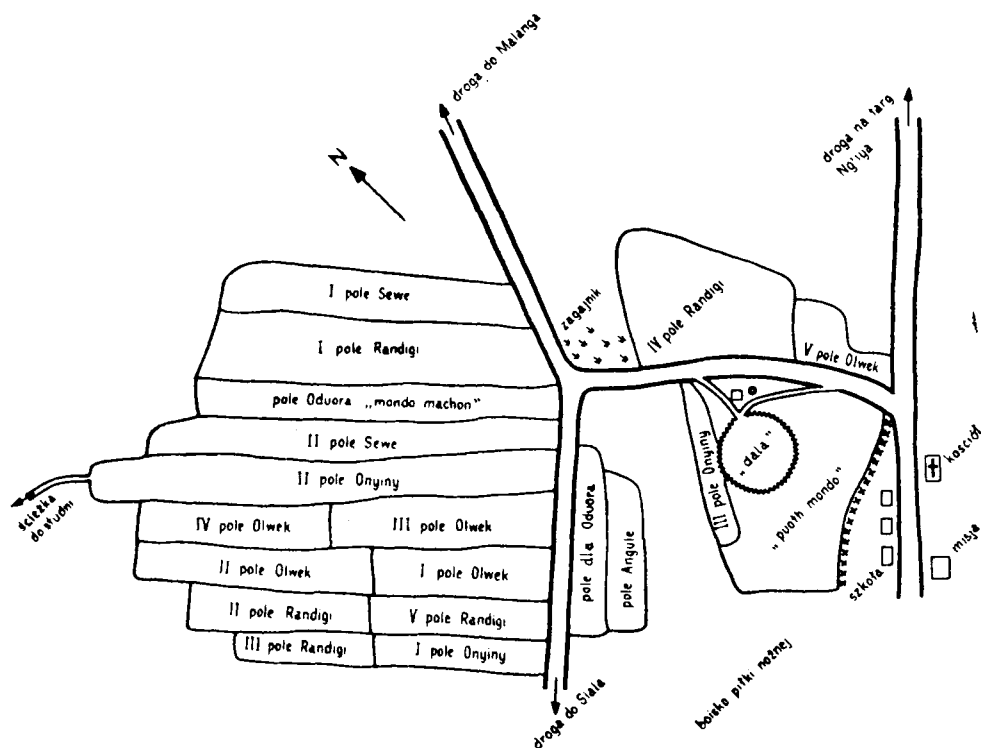 droga do Malanga
droga na targ
Ng'iya
N
I pole Sewe
zagajnik
IV pole Randigi
I pole Randigi
V pole Olwek
pole Oduora „mondo machon"
II pole Sewe
III pole Onyiny
„dala"
kościół
II pole Onyiny
ścieżka
do studni
„puoth mondo"
IV pole Olwek
III pole Olwek
pole dla Oduora
pole Angule
II pole Olwek
I pole Olwek
misja
szkoła
II pole Randigi
V pole Randigi
III pole Randigi
I pole Onyiny
boisko piłki nożnej
droga do Siala